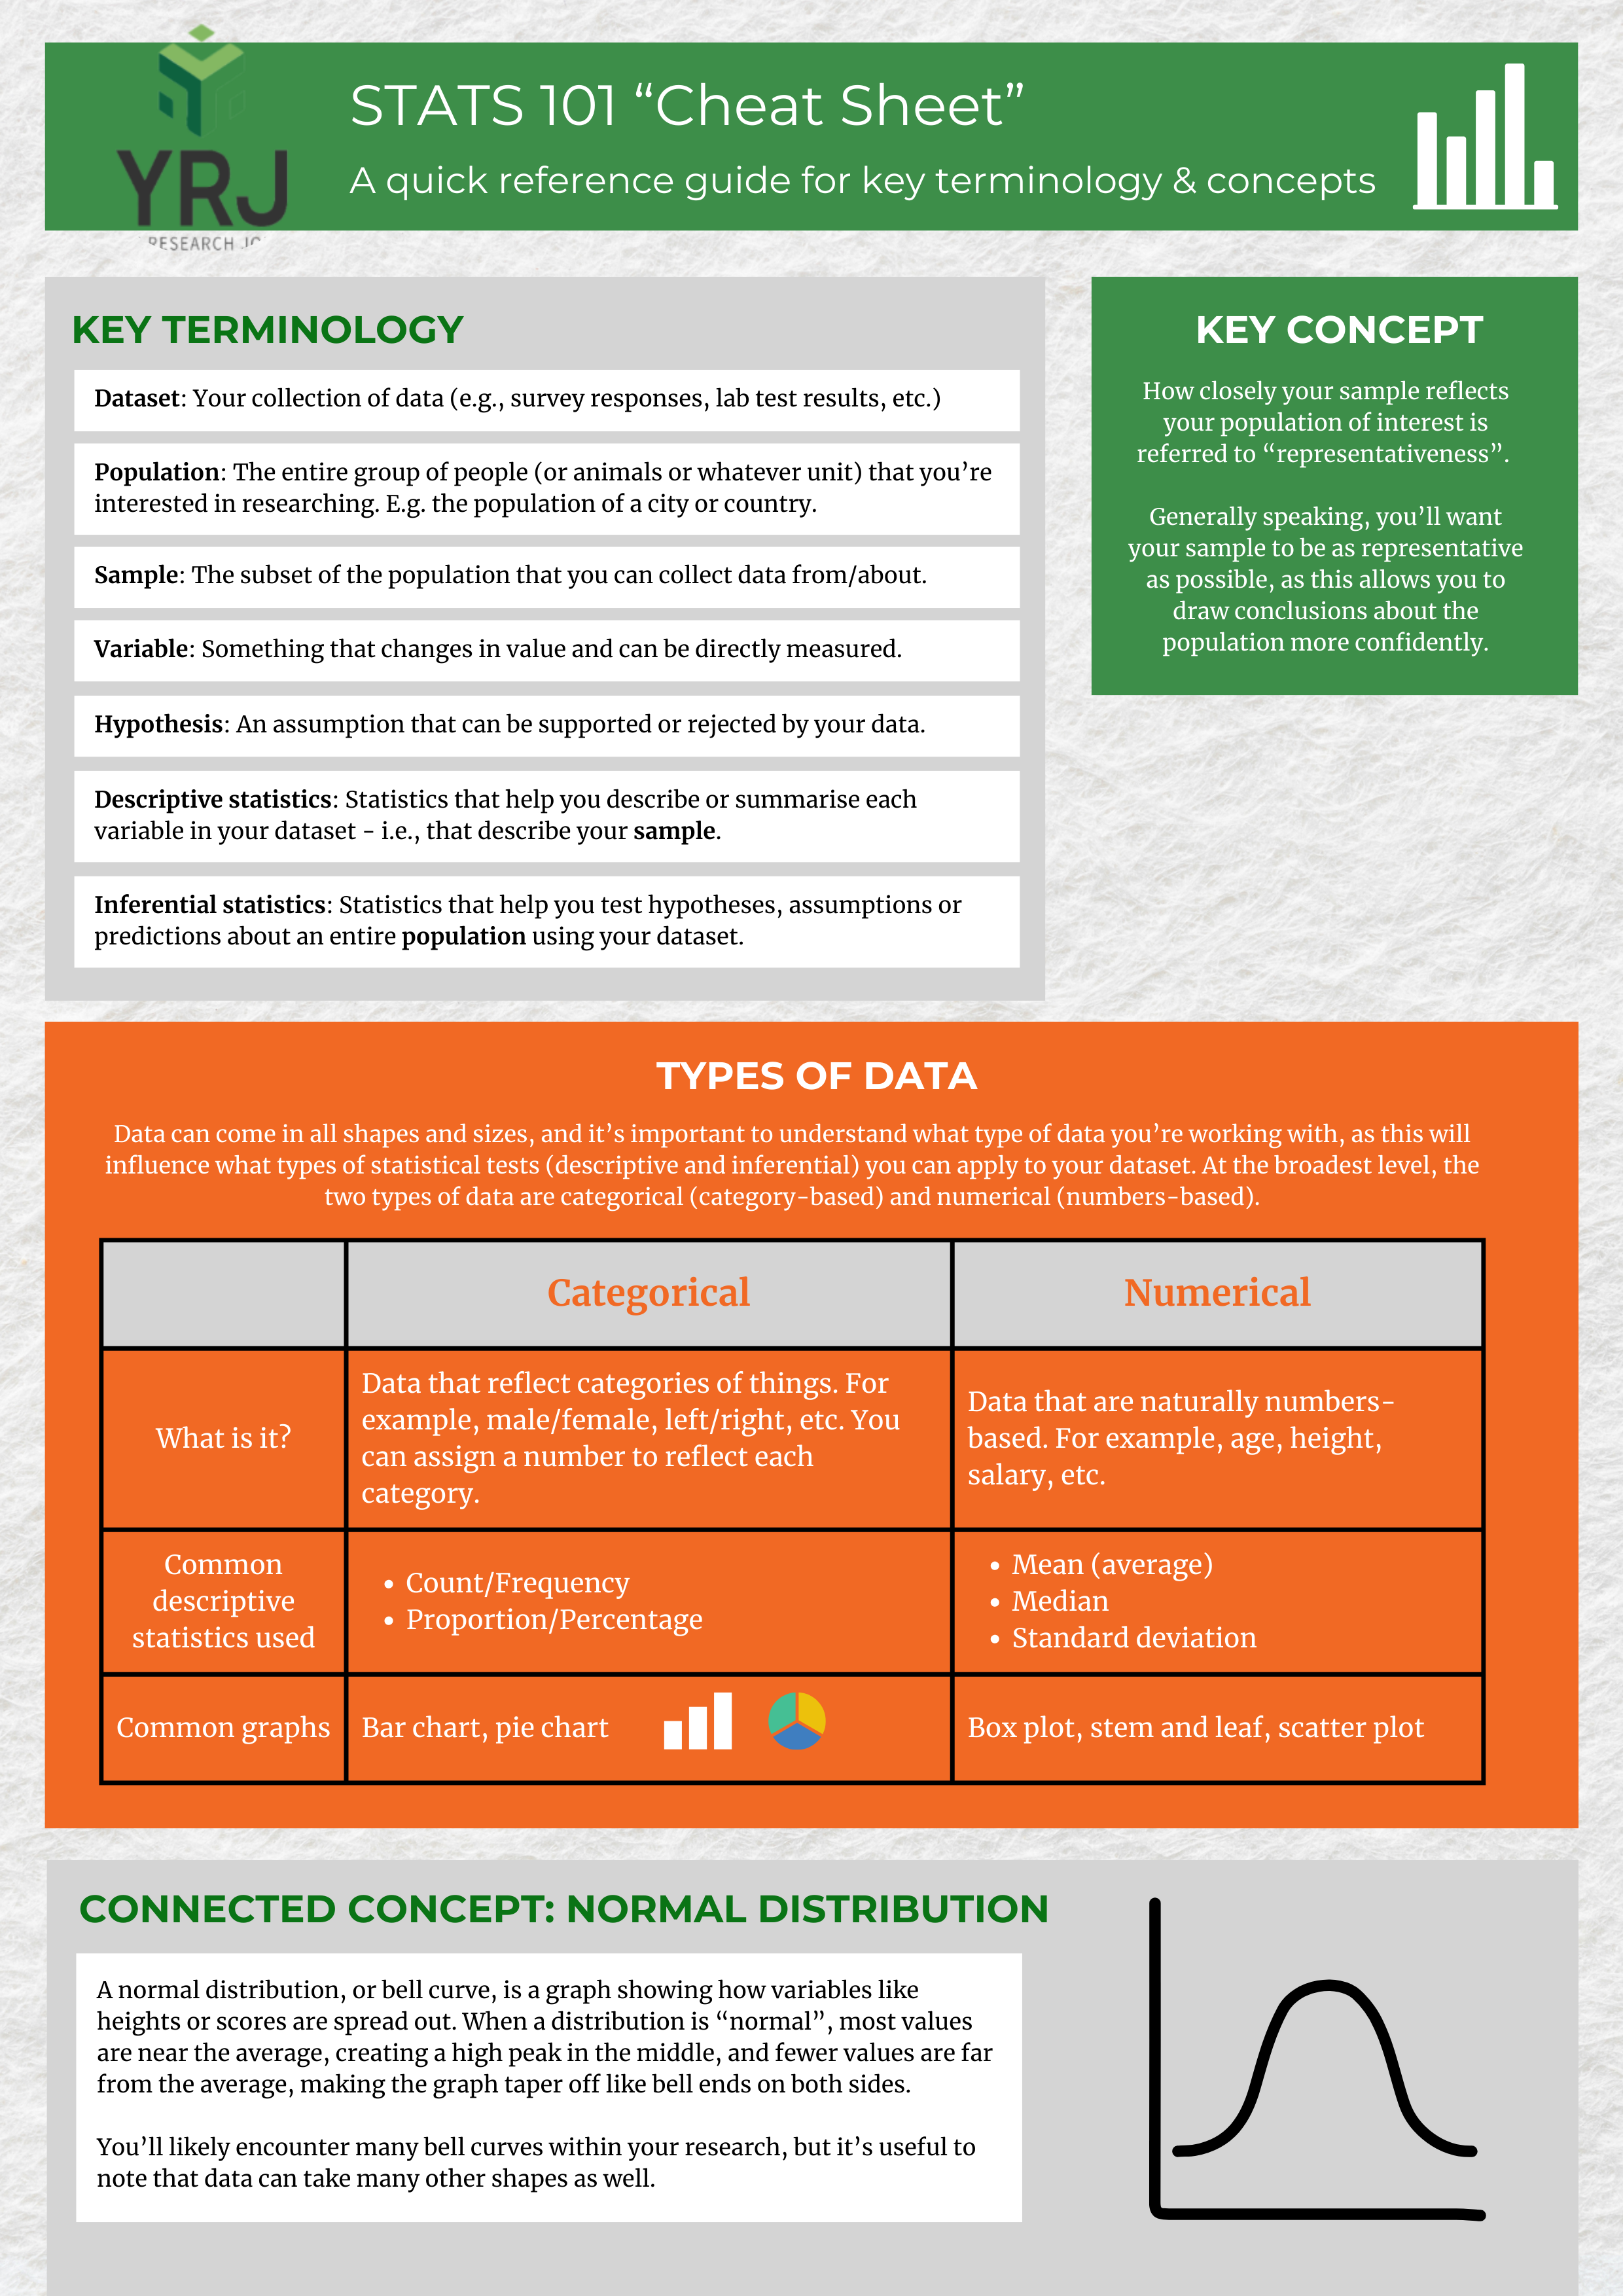 YRJ
RESEARCH
STATS 101 “Cheat Sheet”
A quick reference guide for key terminology & concepts
KEY TERMINOLOGY
Dataset: Your collection of data (e.g., survey responses, lab test results, etc.)
Population: The entire group of people (or animals or whatever unit) that you’re
interested in researching. E.g. the population of a city or country.
Sample: The subset of the population that you can collect data from/about.
Variable: Something that changes in value and can be directly measured.
Hypothesis: An assumption that can be supported or rejected by your data.
Descriptive statistics: Statistics that help you describe or summarise each
variable in your dataset - i.e., that describe your sample.
Inferential statistics: Statistics that help you test hypotheses, assumptions or
predictions about an entire population using your dataset.
KEY CONCEPT
How closely your sample reflects
your population of interest is
referred to “representativeness”.
Generally speaking, you’ll want
your sample to be as representative
as possible, as this allows you to
draw conclusions about the
population more confidently.
TYPES OF DATA
Data can come in all shapes and sizes, and it’s important to understand what type of data you’re working with, as this will
influence what types of statistical tests (descriptive and inferential) you can apply to your dataset. At the broadest level, the
two types of data are categorical (category-based) and numerical (numbers-based).
Categorical
Numerical
What is it?
Data that reflect categories of things. For
example, male/female, left/right, etc. You
can assign a number to reflect each
category.
Data that are naturally numbers-
based. For example, age, height,
salary, etc.
Common
descriptive
statistics used
• Count/Frequency
• Proportion/Percentage
• Mean (average)
• Median
• Standard deviation
Common graphs
Bar chart, pie chart
Box plot, stem and leaf, scatter plot
CONNECTED CONCEPT: NORMAL DISTRIBUTION
A normal distribution, or bell curve, is a graph showing how variables like
heights or scores are spread out. When a distribution is “normal”, most values
are near the average, creating a high peak in the middle, and fewer values are far
from the average, making the graph taper off like bell ends on both sides.
You’ll likely encounter many bell curves within your research, but it’s useful to
note that data can take many other shapes as well.